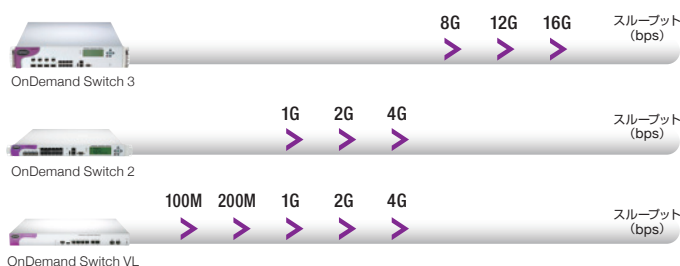 8G 12G 16G スループット
(bps)
OnDemand Switch 3
1G 2G 4G スループット
(bps)
OnDemand Switch 2
100M 200M 1G 2G 4G スループット
(bps)
OnDemand Switch VL